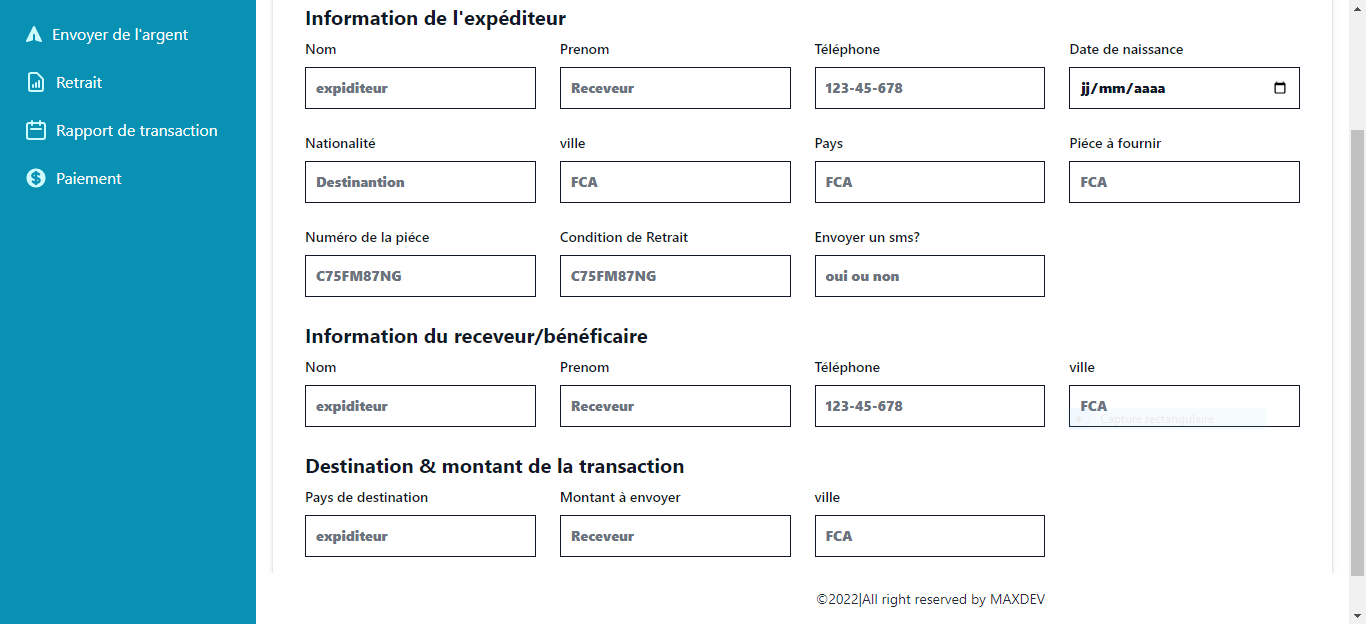 Envoyer de l'argent
Retrait
Rapport de transaction
Paiement
Information de l'expéditeur
Nom Prenom Téléphone Date de naissance
expiditeur Receveur 123-45-678 jj/mm/aaaa
Nationalité ville Pays Piéce à fournir
Destinantion FCA FCA FCA
Numéro de la piéce Condition de Retrait Envoyer un sms?
C75FM87NG C75FM87NG oui ou non
Information du receveur/bénéficaire
Nom Prenom Téléphone ville
expiditeur Receveur 123-45-678 FCA
Capture rectangulaire
Destination & montant de la transaction
Pays de destination Montant à envoyer ville
expiditeur Receveur FCA
©2022|All right reserved by MAXDEV